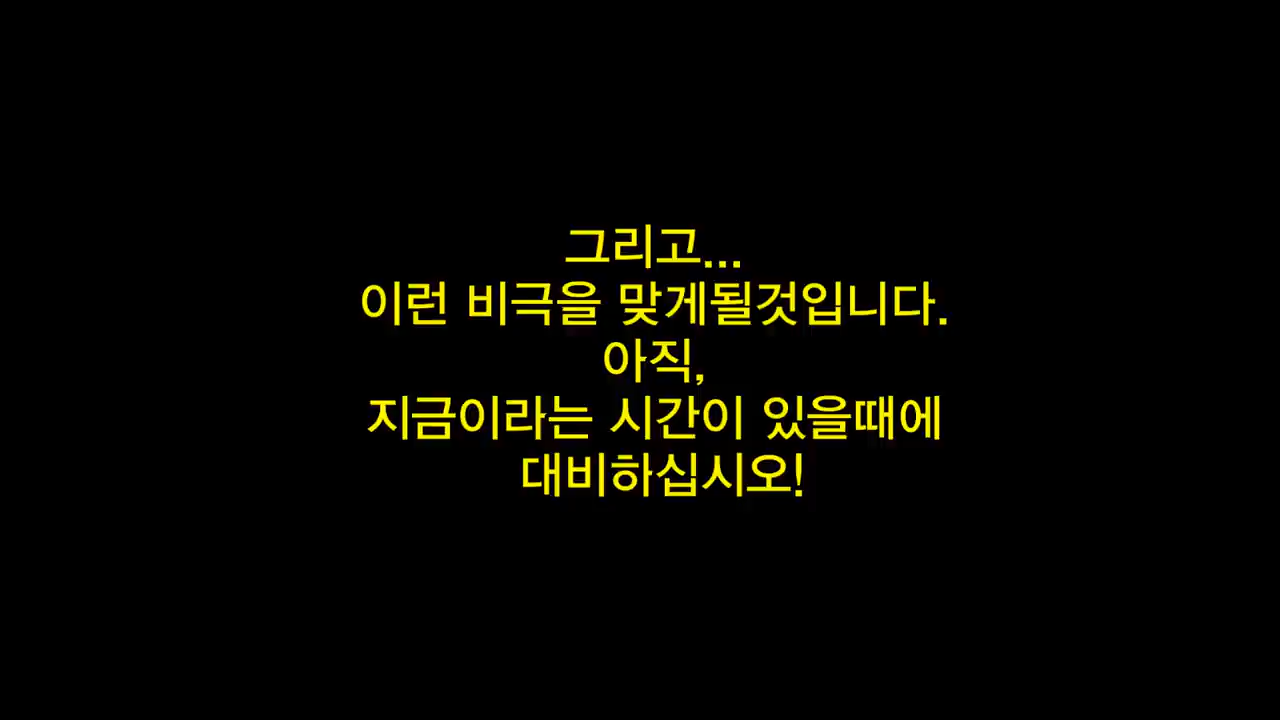 그리고...
이런 비극을 맞게될것입니다.
아직,
지금이라는 시간이 있을때에
대비하십시오!